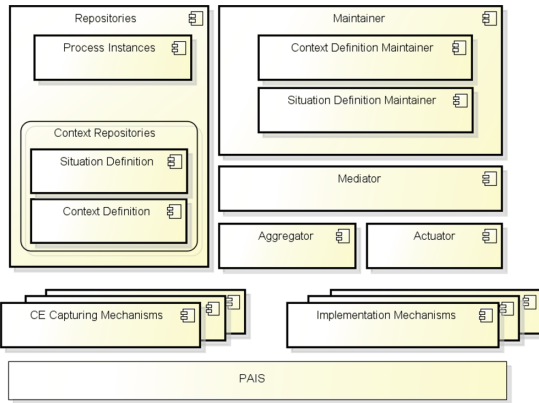 Repositories
Process Instances
Context Repositories
Situation Definition
Context Definition
Maintainer
Context Definition Maintainer
Situation Definition Maintainer
Mediator
Aggregator
Actuator
CE Capturing Mechanisms
Implementation Mechanisms
PAIS